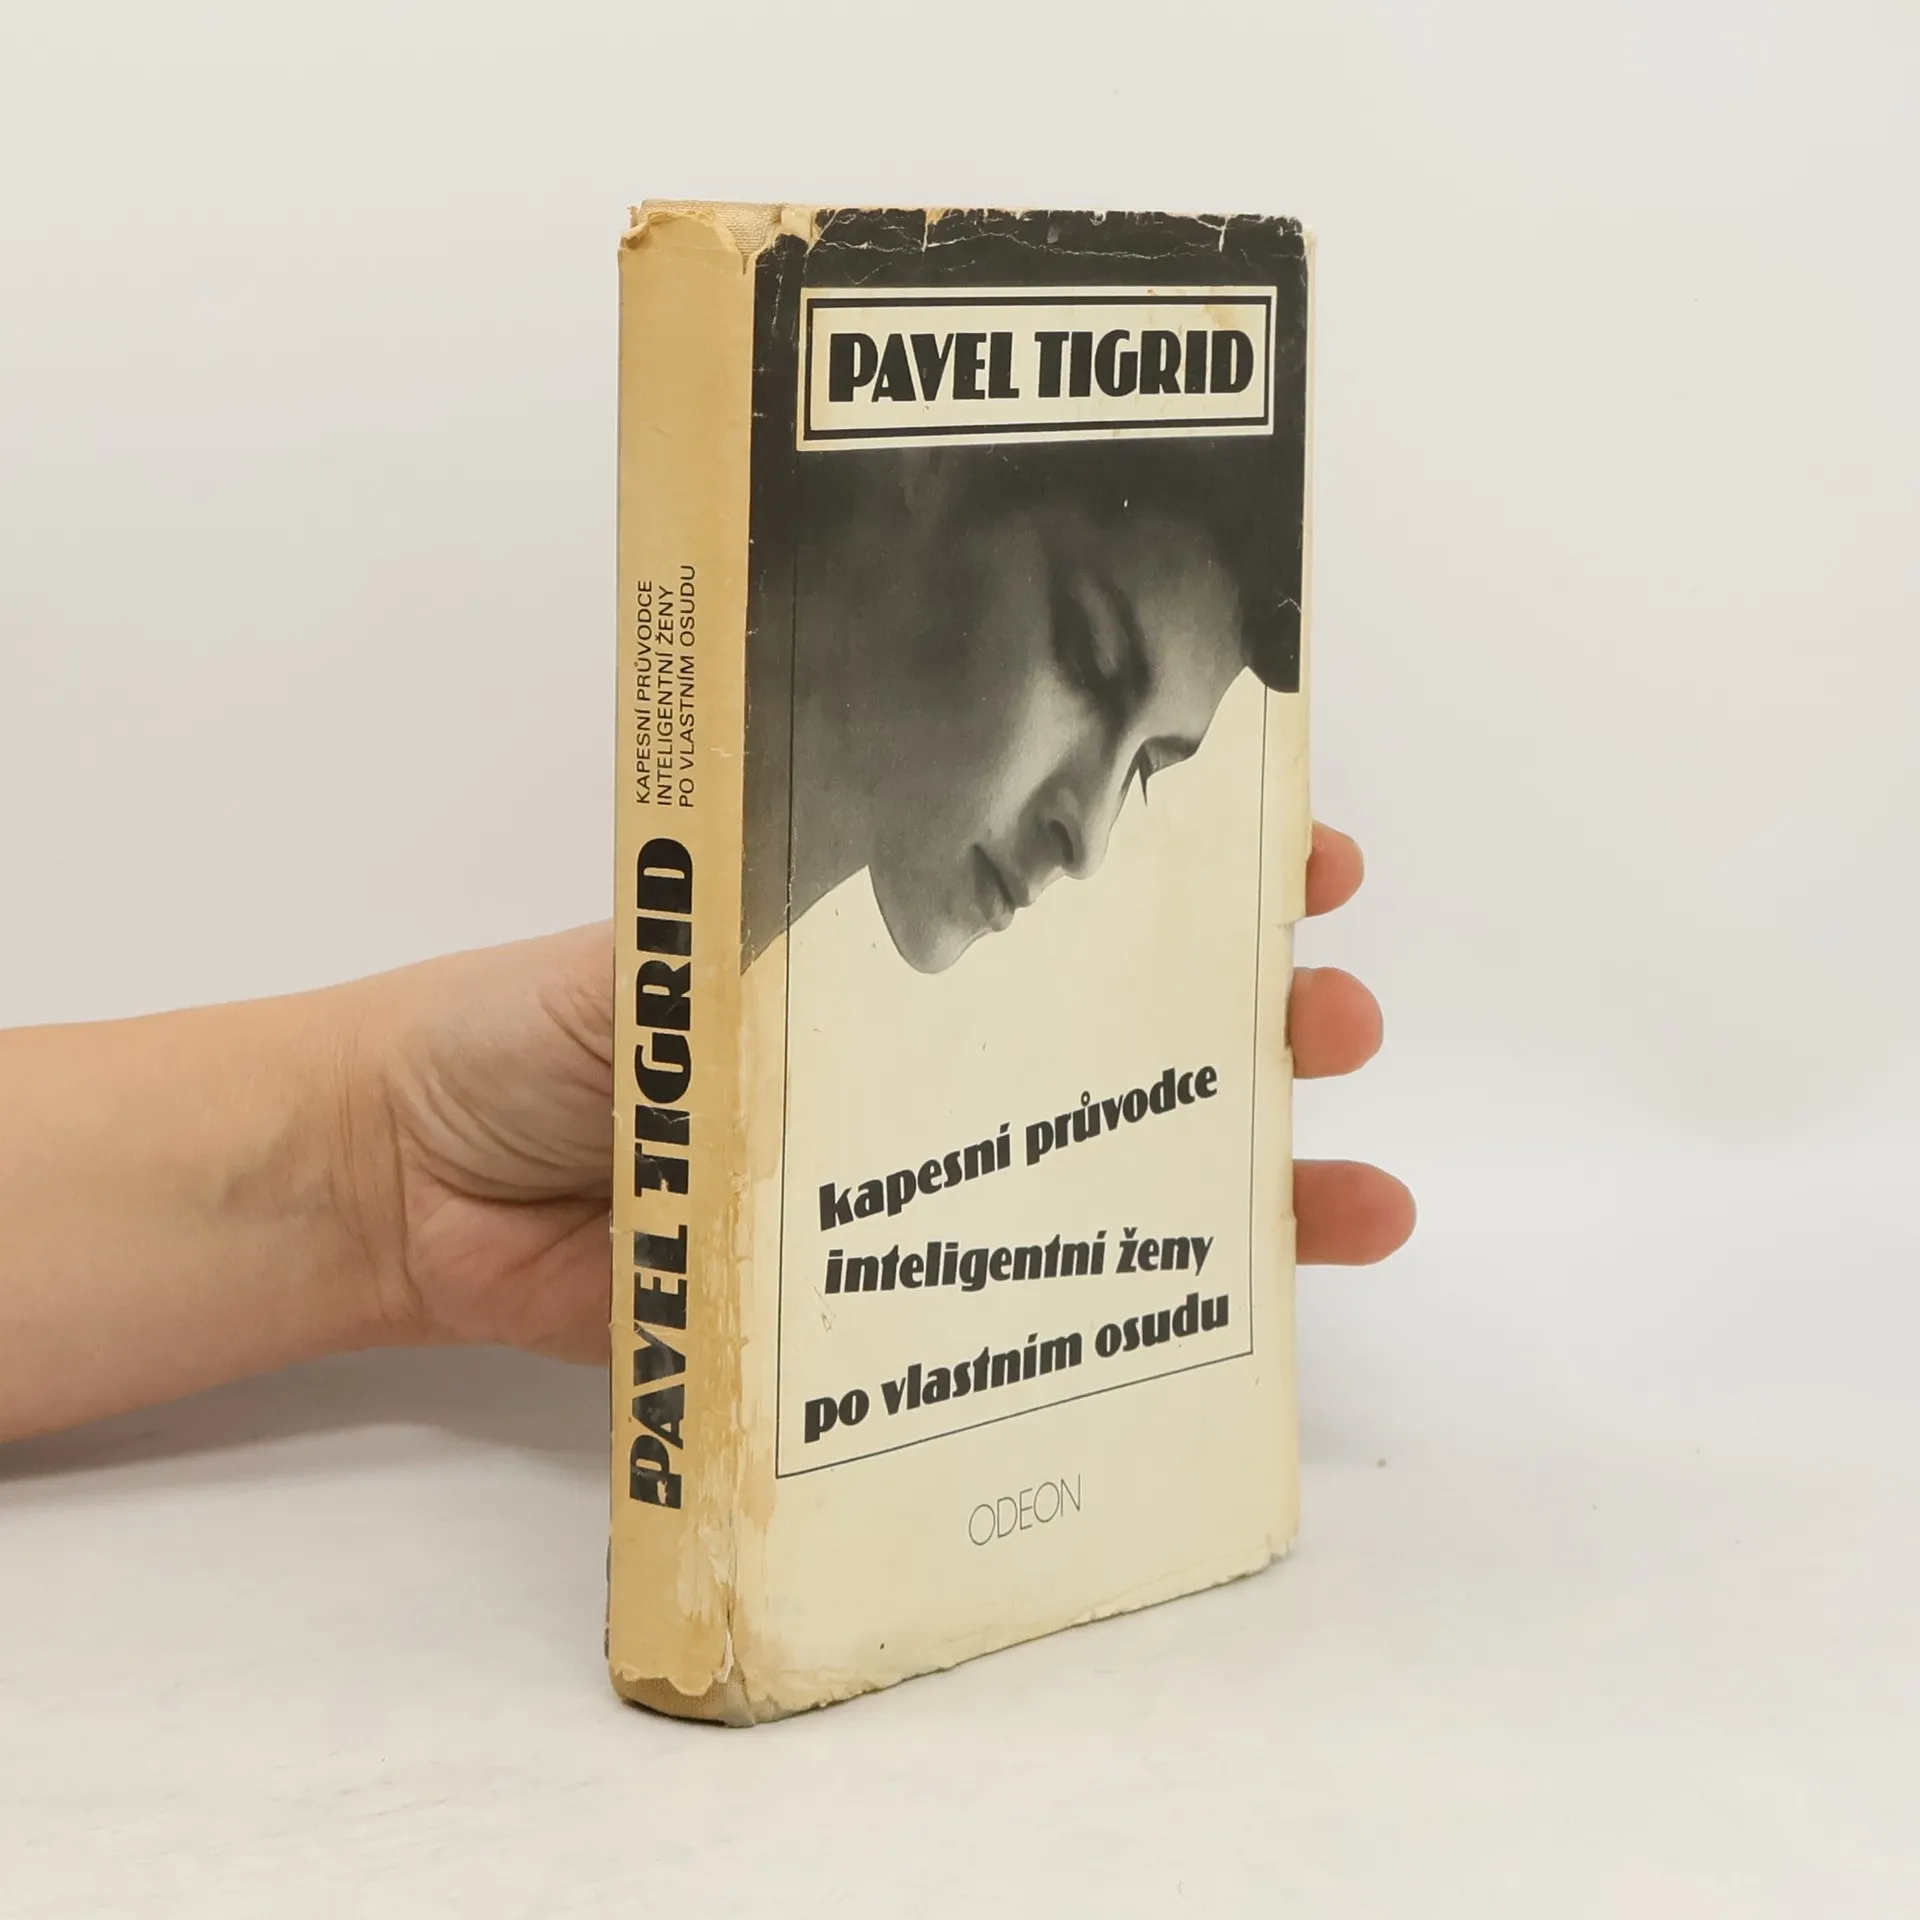 PAVEL TIGRID
kapesní průvodce
inteligentní ženy
po vlastním osudu
ODEON
PAVEL TIGRID
KAPESNÍ PRŮVODCE
INTELIGENTNÍ ŽENY
PO VLASTNÍM OSUDU